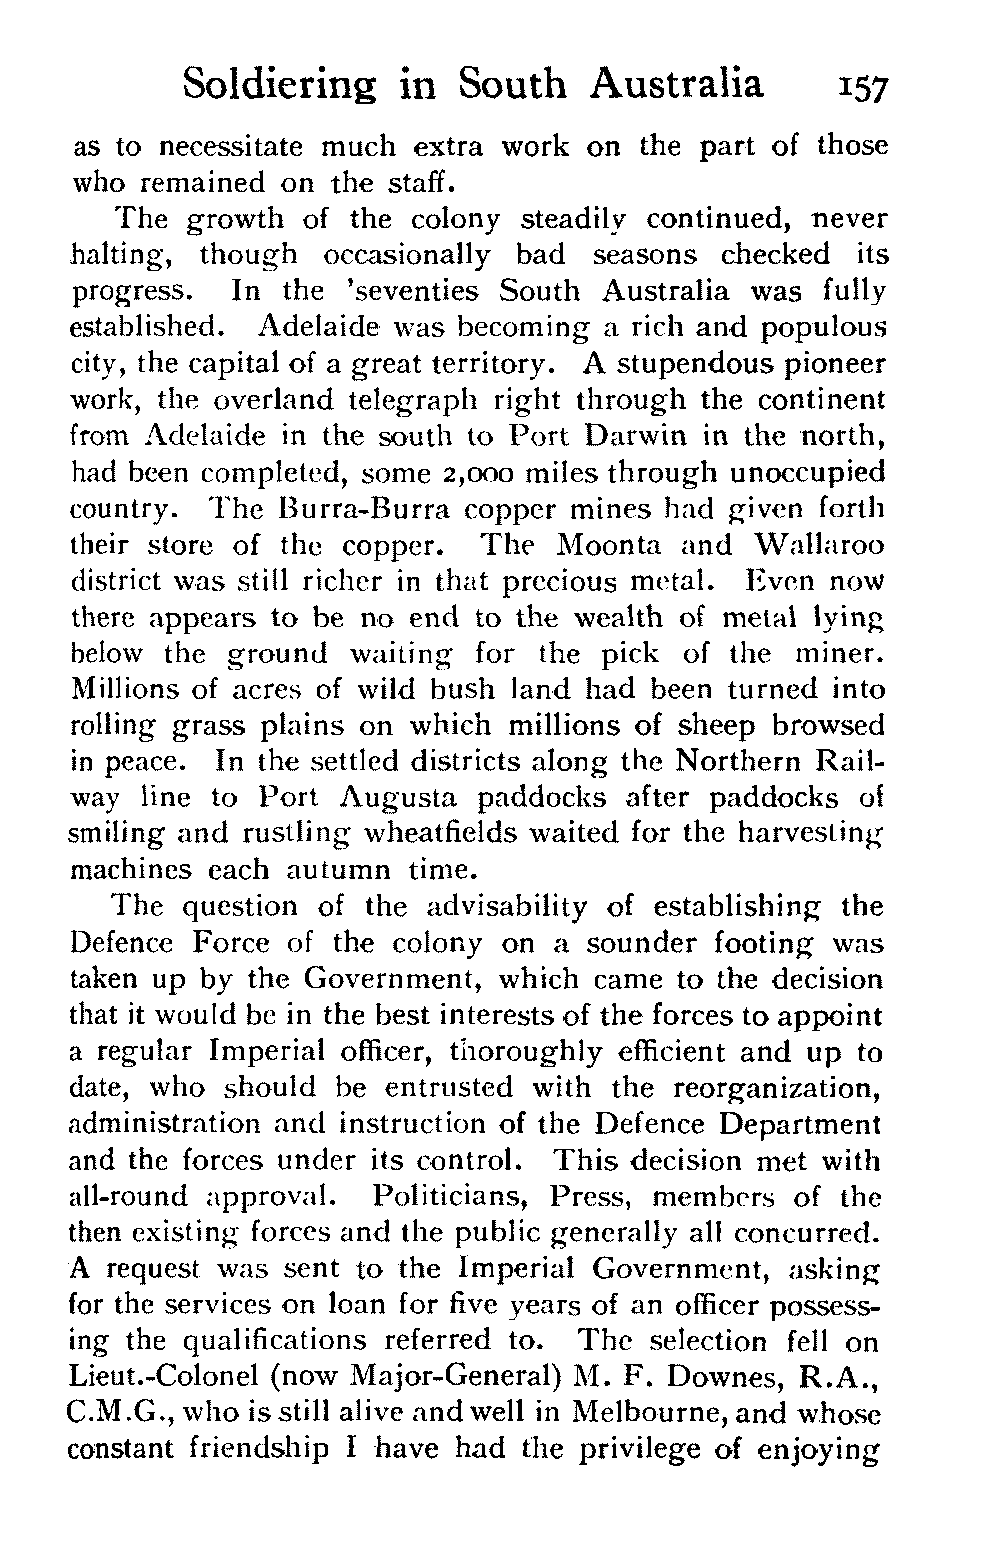 Soldiering in South Australia 157
as to necessitate much extra work on the part of those
who remained on the staff.
The growth of the colony steadily continued, never
halting, though occasionally bad seasons checked its
progress. In the 'seventies South Australia was fully
established. Adelaide was becoming a rich and populous
city, the capital of a great territory. A stupendous pioneer
work, the overland telegraph right through the continent
from Adelaide in the south to Port Darwin in the north,
had been completed, some 2,000 miles through unoccupied
country. The Burra-Burra copper mines had given forth
their store of the copper. The Moonta and Wallaroo
district was still richer in that precious metal. Even now
there appears to be no end to the wealth of metal lying
below the ground waiting for the pick of the miner.
Millions of acres of wild bush land had been turned into
rolling grass plains on which millions of sheep browsed
in peace. In the settled districts along the Northern Rail-
way line to Port Augusta paddocks after paddocks of
smiling and rustling wheatfields waited for the harvesting
machines each autumn time.
The question of the advisability of establishing the
Defence Force of the colony on a sounder footing was
taken up by the Government, which came to the decision
that it would be in the best interests of the forces to appoint
a regular Imperial officer, thoroughly efficient and up to
date, who should be entrusted with the reorganization,
administration and instruction of the Defence Department
and the forces under its control. This decision met with
all-round approval. Politicians, Press, members of the
then existing forces and the public generally all concurred.
A request was sent to the Imperial Government, asking
for the services on loan for five years of an officer possess-
ing the qualifications referred to. The selection fell on
Lieut.-Colonel (now Major-General) M. F. Downes, R.A.,
C.M.G., who is still alive and well in Melbourne, and whose
constant friendship I have had the privilege of enjoying